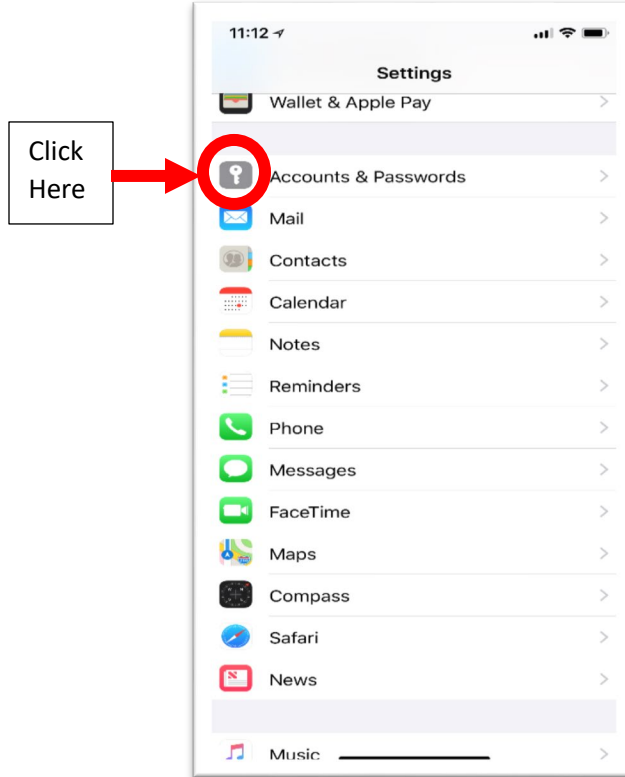 11:12
Settings
Wallet & Apple Pay
Click
Here
Accounts & Passwords
Mail
Contacts
Calendar
Notes
Reminders
Phone
Messages
FaceTime
Maps
Compass
Safari
News
Music